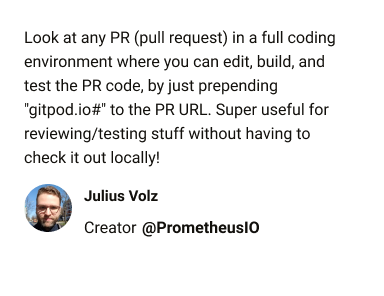 Look at any PR (pull request) in a full coding
environment where you can edit, build, and
test the PR code, by just prepending
"gitpod.io#" to the PR URL. Super useful for
reviewing/testing stuff without having to
check it out locally!
Julius Volz
Creator @PrometheusIO